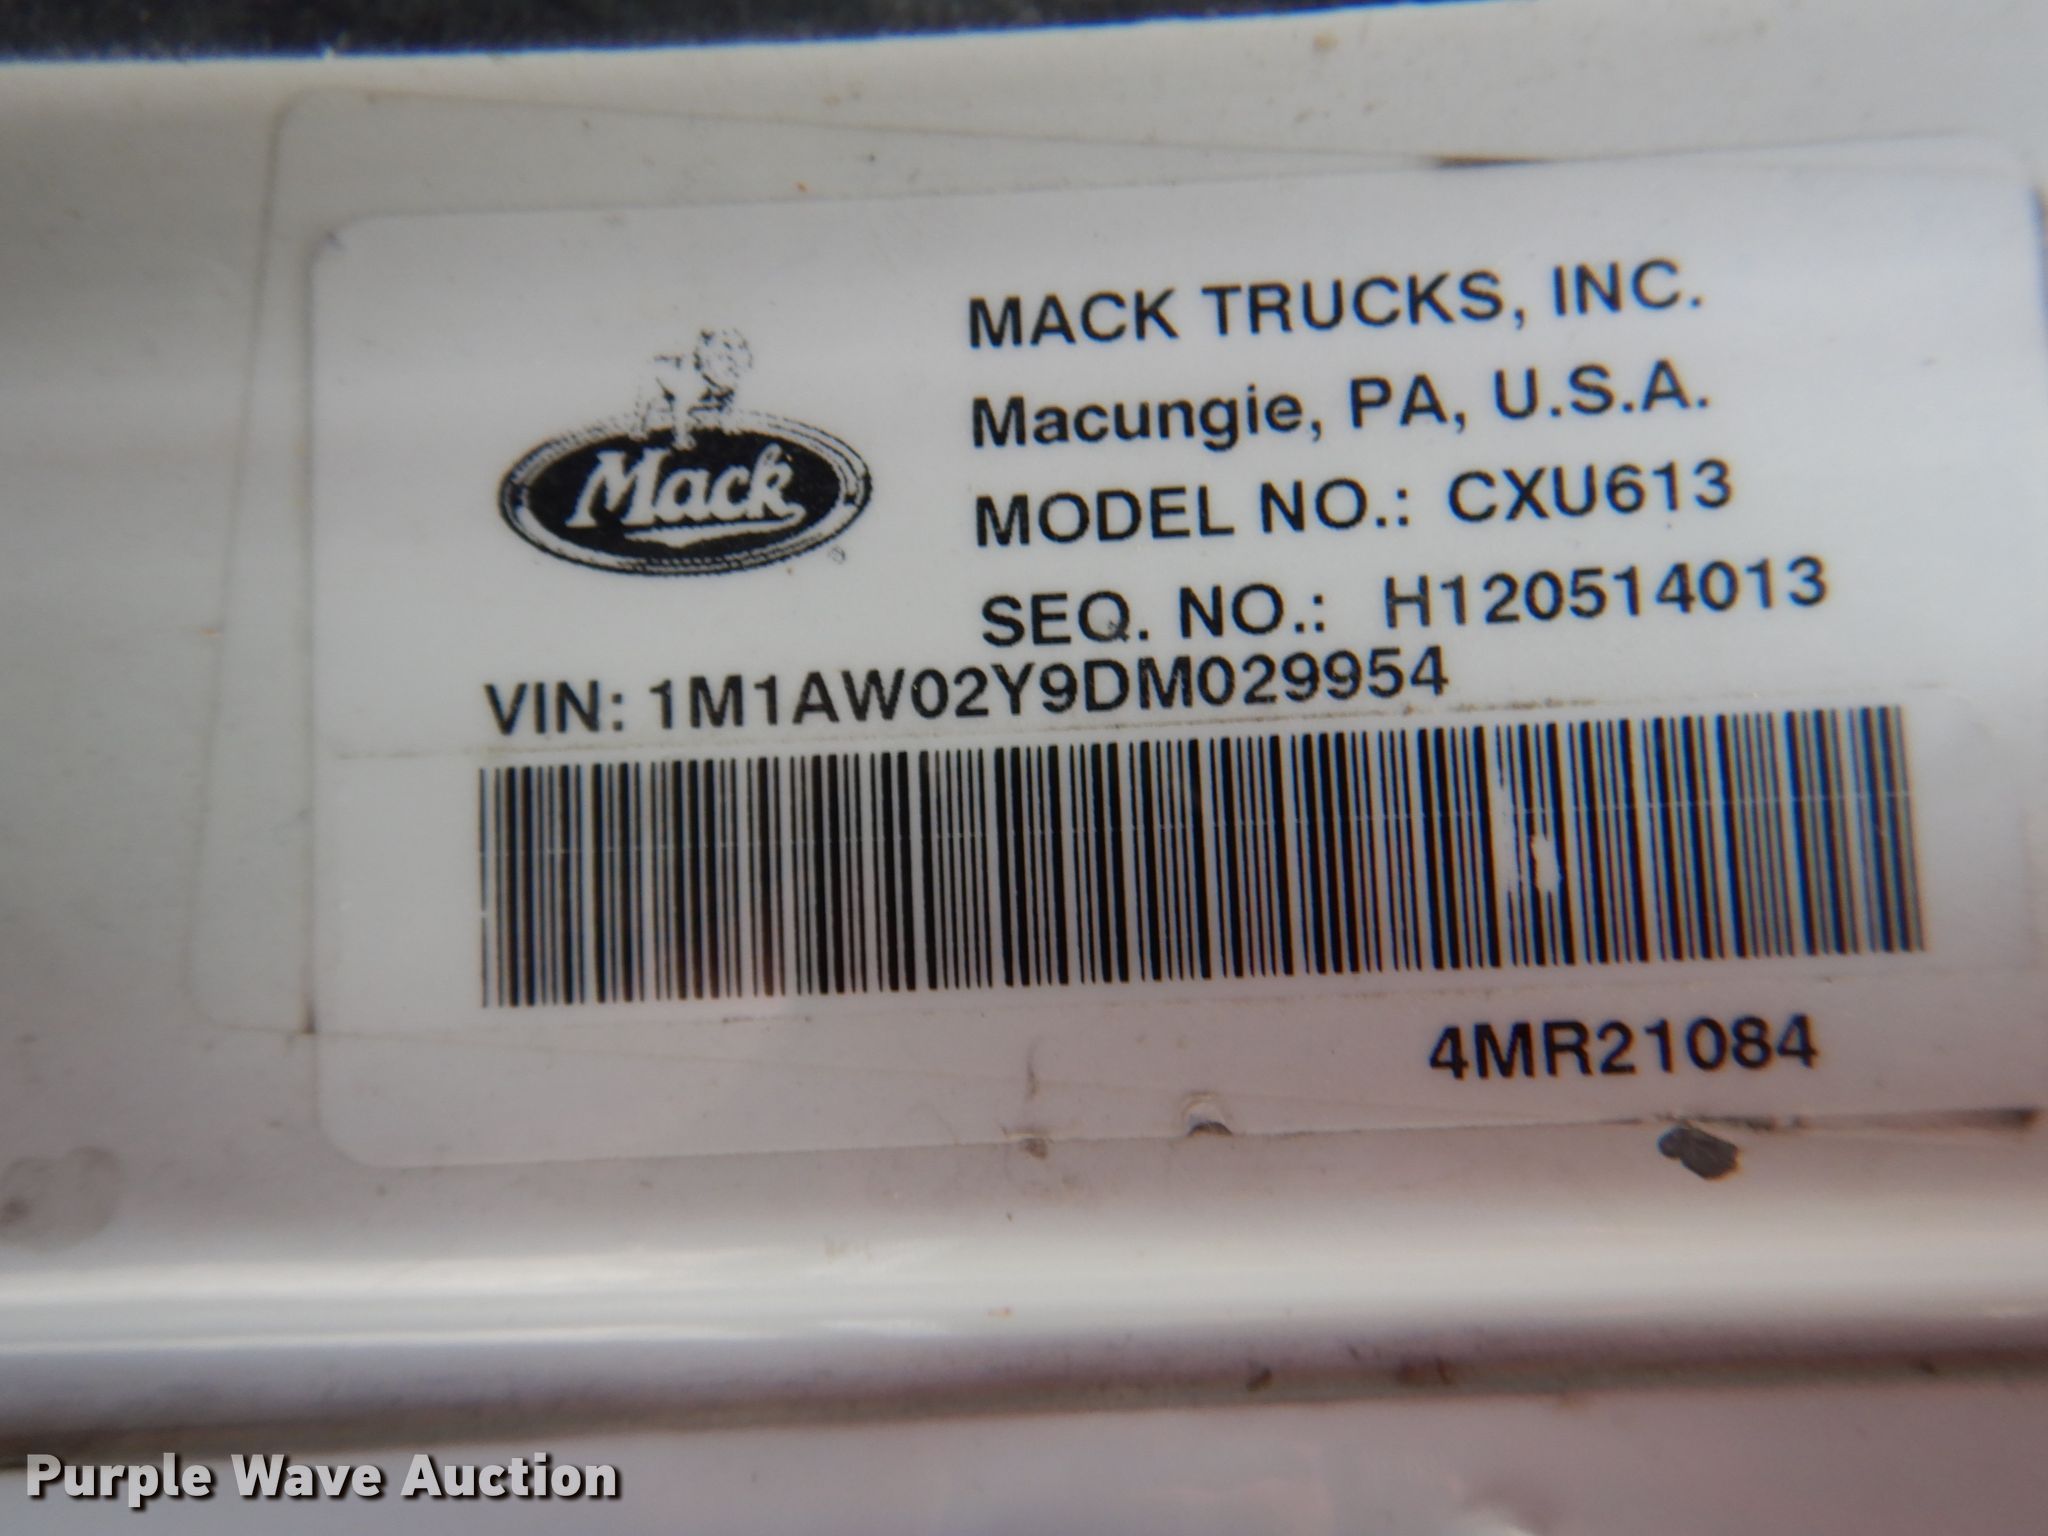 MACK TRUCKS, INC.
Macungie, PA, U.S.A.
Mack
MODEL NO.: CXU613
SEQ. NO.: H120514013
VIN: 1M1AW02Y9DM029954
4MR21084
Purple Wave Auction